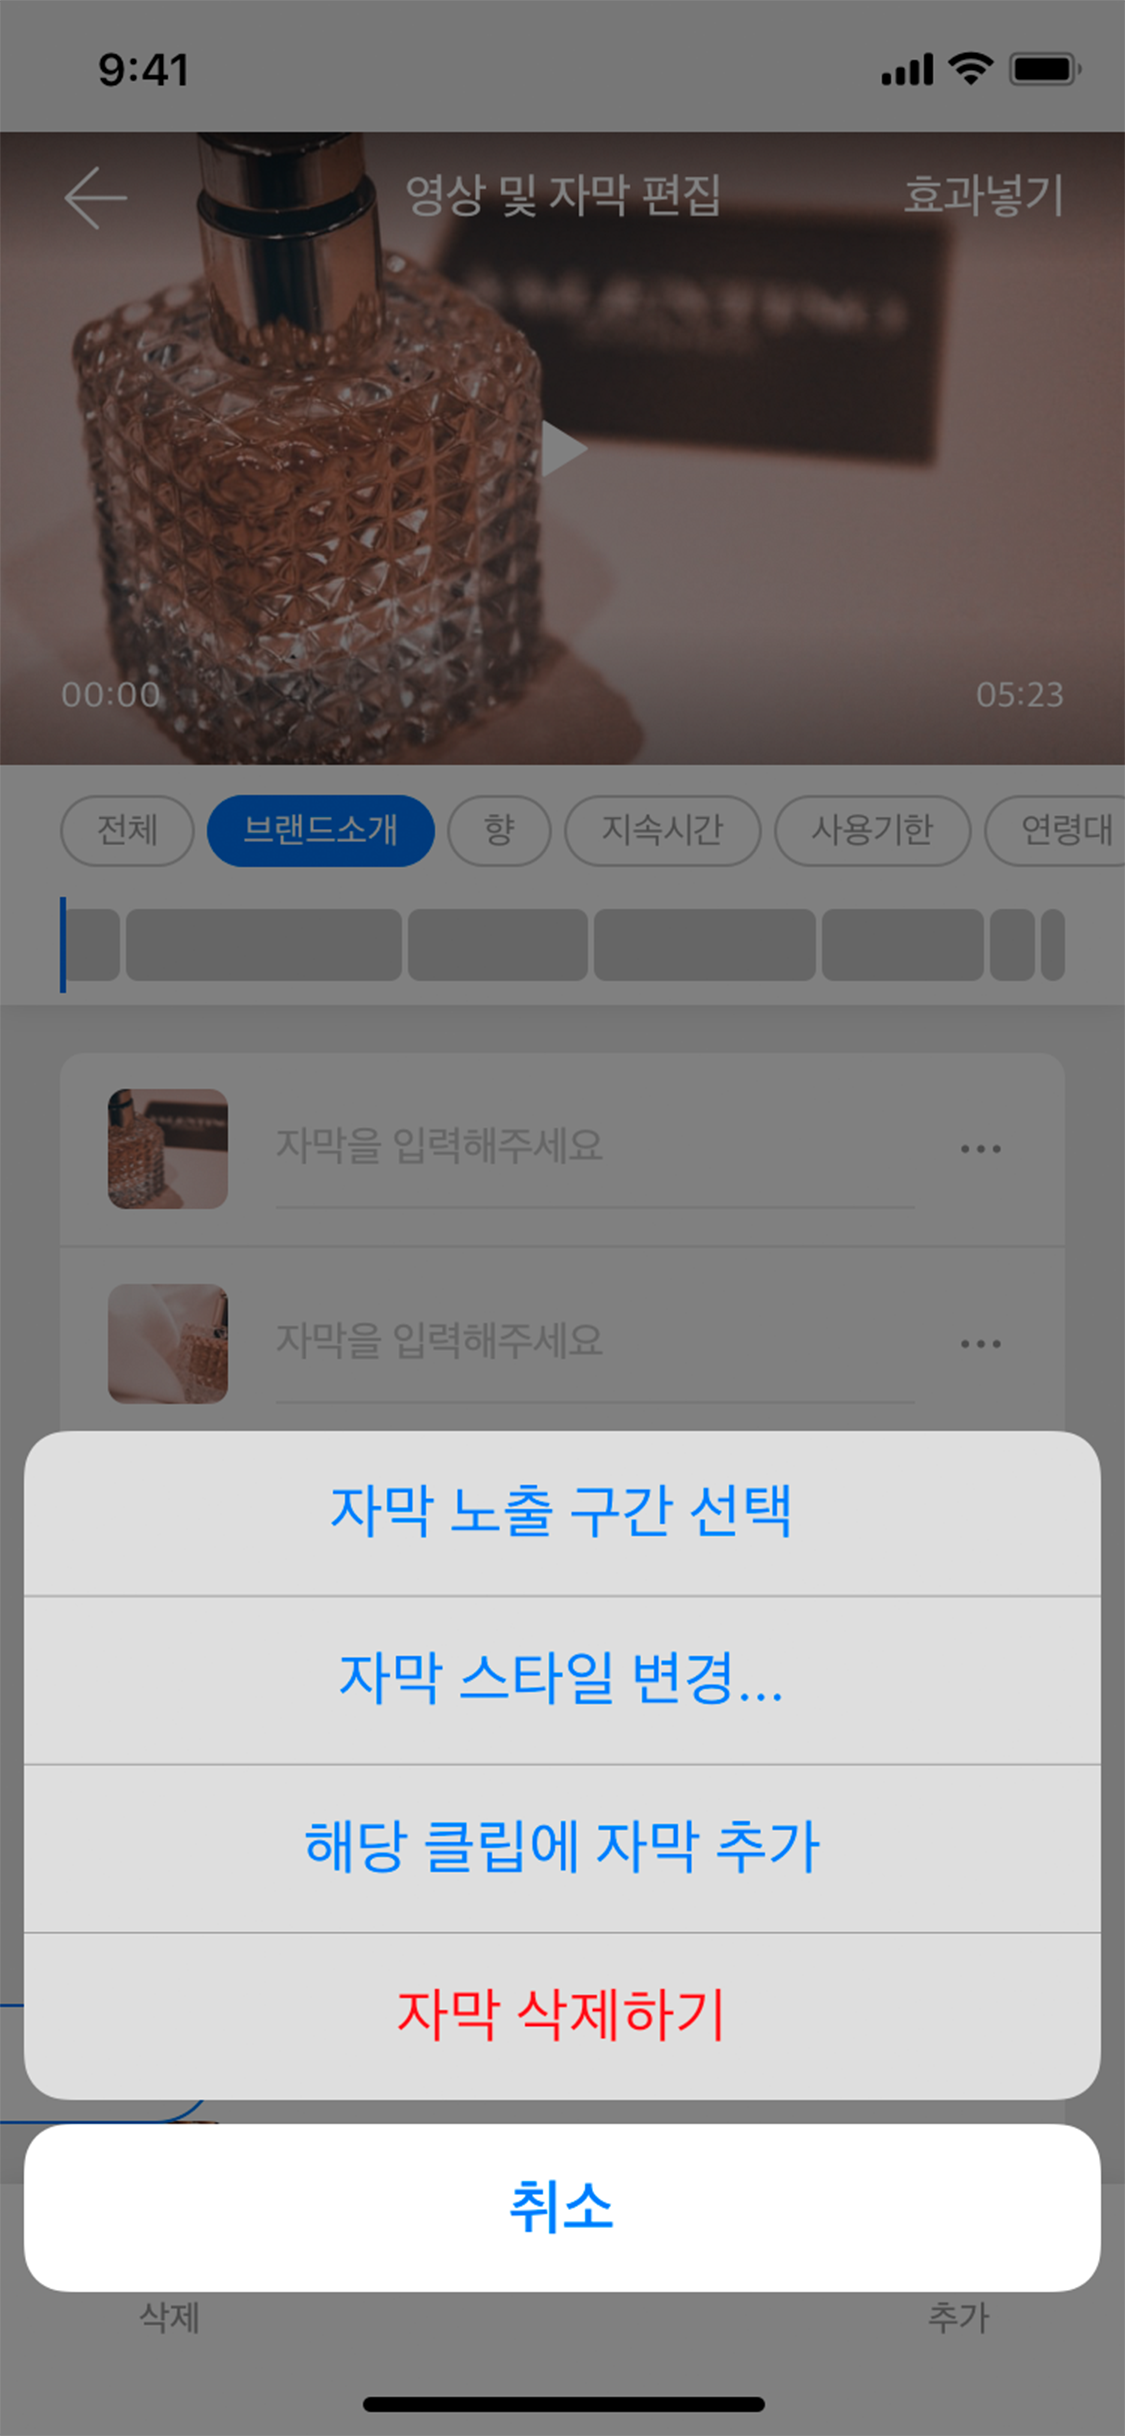 9:41
영상 및 자막 편집
효과넣기
00:00
05:23
전체
브랜드소개
향
지속시간
사용기한
연령대
자막을 입력해주세요
자막을 입력해주세요
자막 노출 구간 선택
자막 스타일 변경...
해당 클립에 자막 추가
자막 삭제하기
취소
삭제
추가